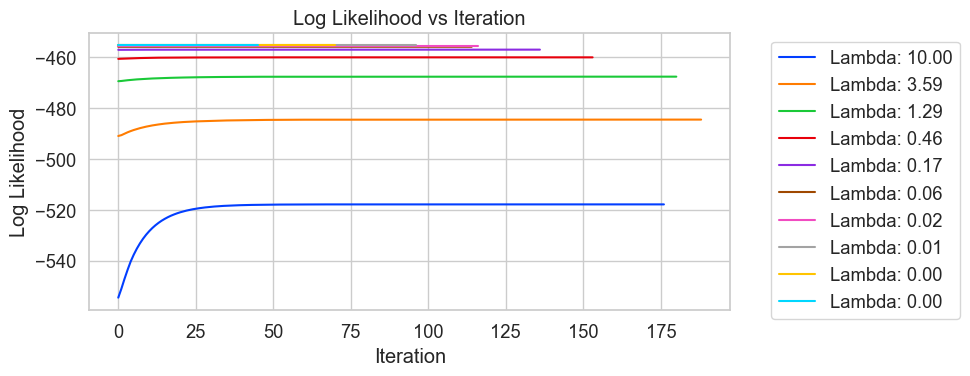 Log Likelihood vs Iteration
Log Likelihood
−460
−480
−500
−520
−540
0 25 50 75 100 125 150 175
Iteration
Lambda: 10.00
Lambda: 3.59
Lambda: 1.29
Lambda: 0.46
Lambda: 0.17
Lambda: 0.06
Lambda: 0.02
Lambda: 0.01
Lambda: 0.00
Lambda: 0.00